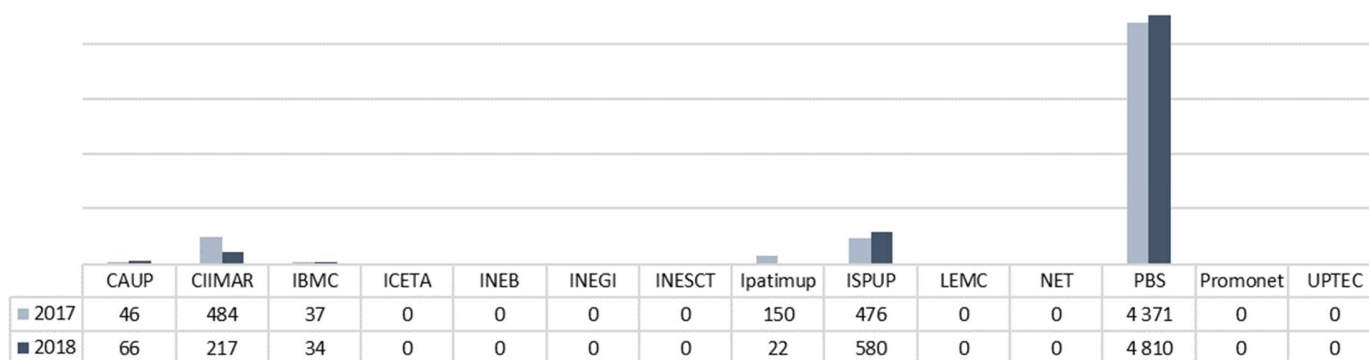 CAUP CIIMAR IBMC ICETA INEB INEGI INESCT Ipatimup ISPUP LEMC NET PBS Promonet UPTEC
2017 46 484 37 0 0 0 0 150 476 0 0 4 371 0 0
2018 66 217 34 0 0 0 0 22 580 0 0 4 810 0 0